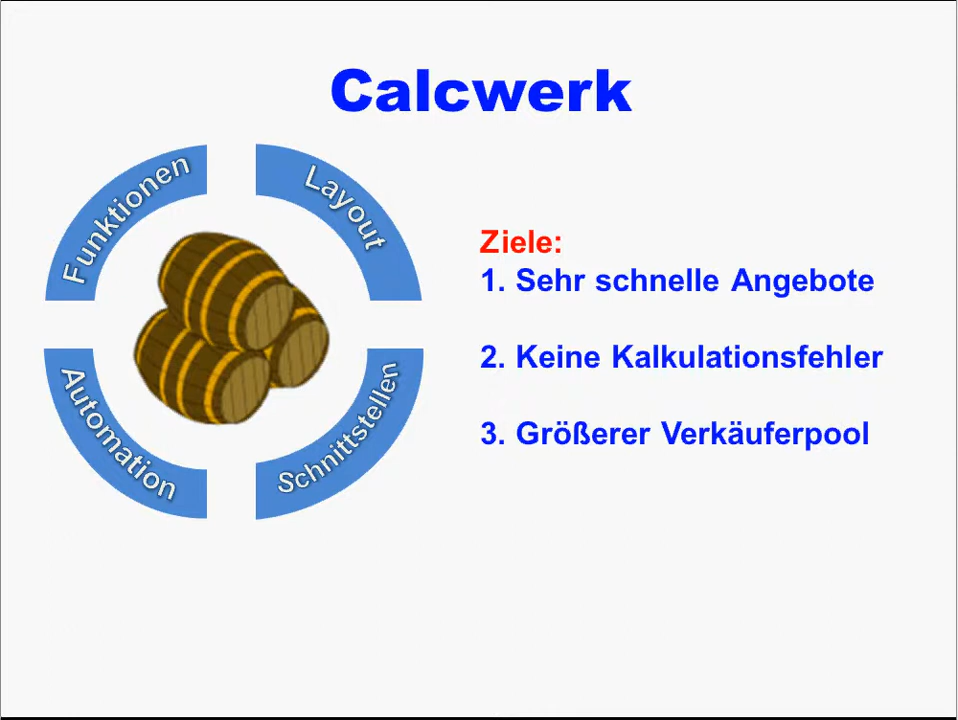 Calcwerk
Funktionen
Layout
Automation
Schnittstellen
Ziele:
1. Sehr schnelle Angebote
2. Keine Kalkulationsfehler
3. Größerer Verkäuferpool